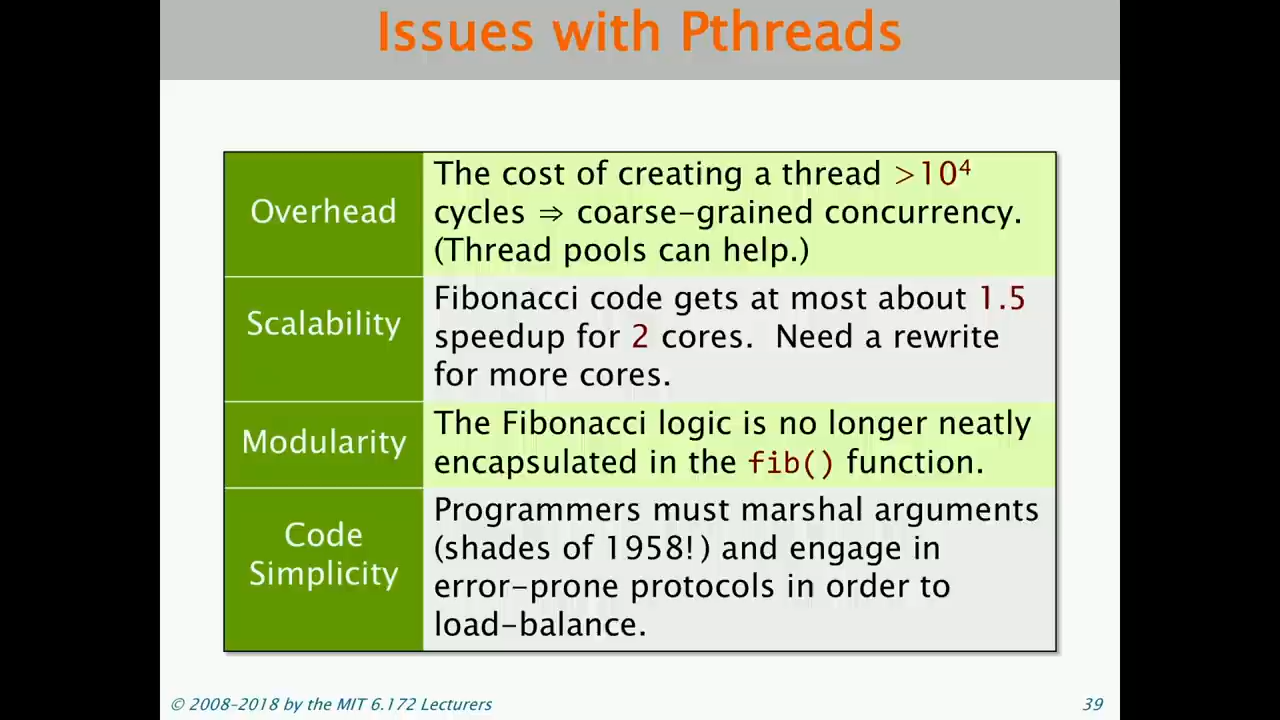 Issues with Pthreads
Overhead
The cost of creating a thread >10⁴
cycles ⇒ coarse-grained concurrency.
(Thread pools can help.)
Scalability
Fibonacci code gets at most about 1.5
speedup for 2 cores. Need a rewrite
for more cores.
Modularity
The Fibonacci logic is no longer neatly
encapsulated in the fib() function.
Code
Simplicity
Programmers must marshal arguments
(shades of 1958!) and engage in
error-prone protocols in order to
load-balance.
© 2008-2018 by the MIT 6.172 Lecturers
39